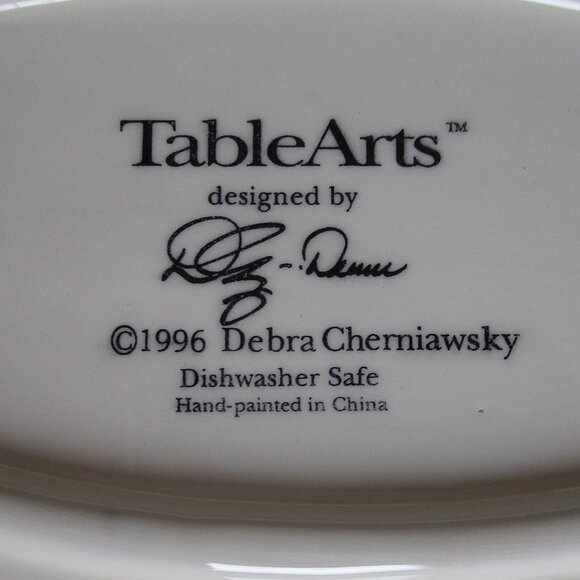 TableArts™
designed by
©1996 Debra Cherniawsky
Dishwasher Safe
Hand-painted in China